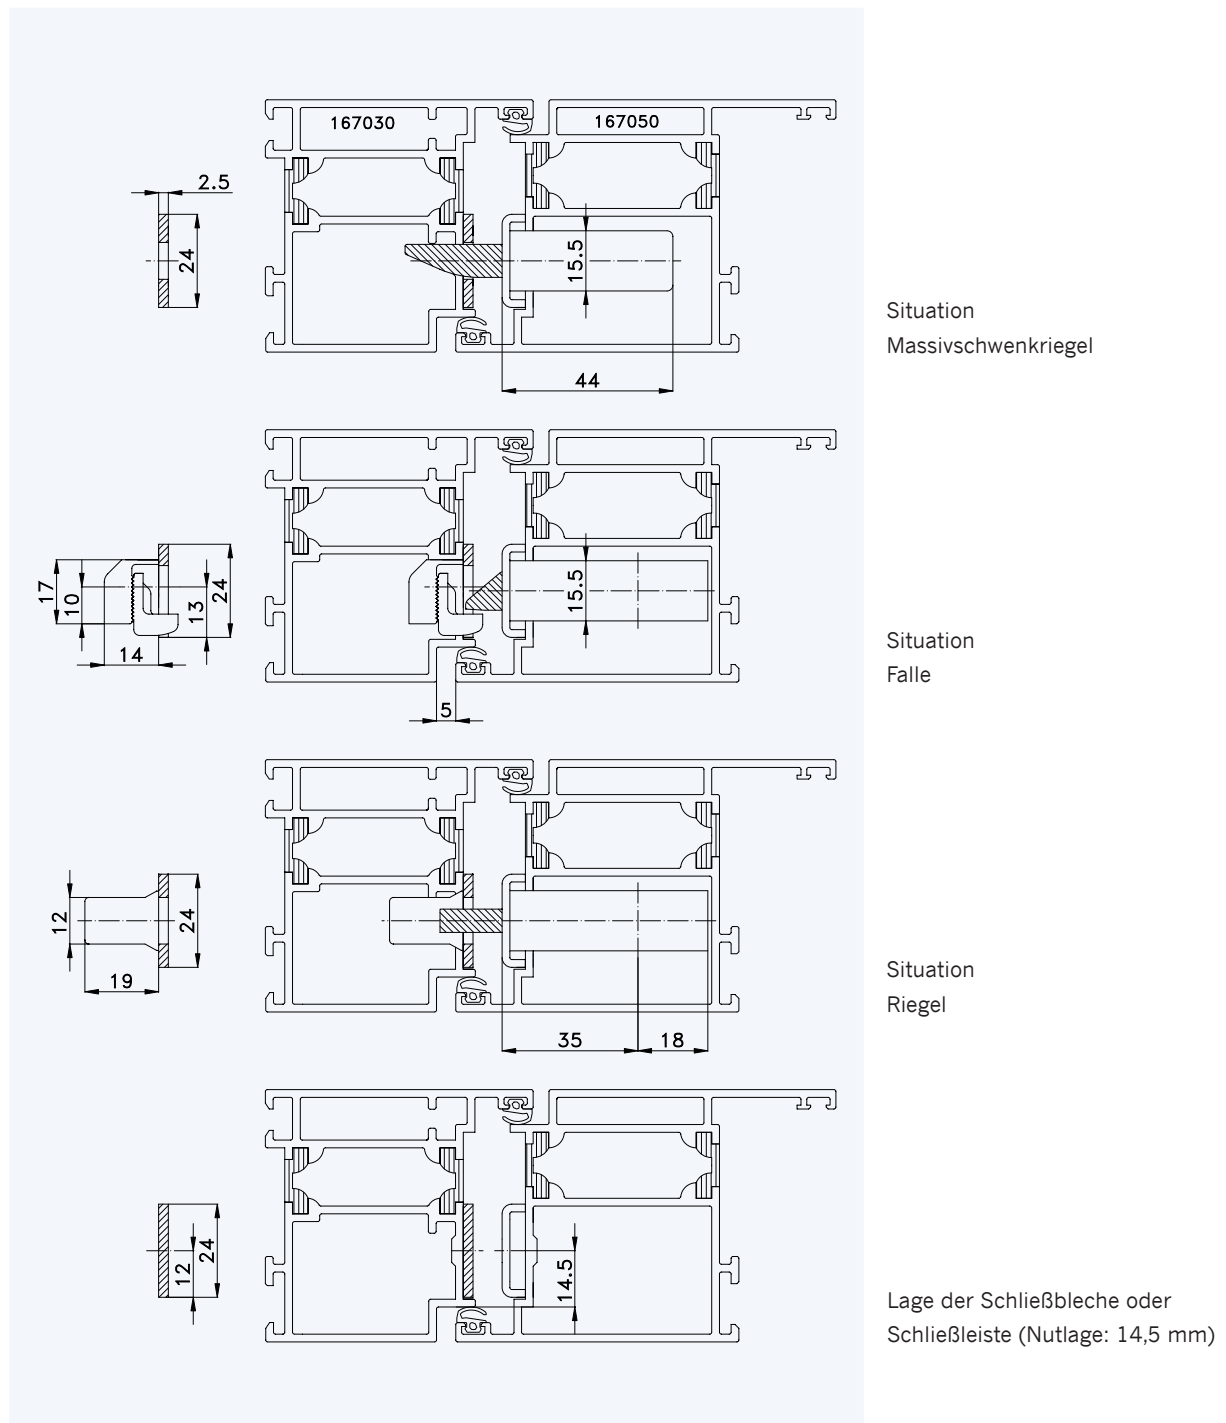 167030
167050
2.5
24
15.5
44
Situation
Massivschwenkriegel
17
10
13
24
14
15.5
5
Situation
Falle
12
24
19
35
18
Situation
Riegel
24
12
14.5
Lage der Schließbleche oder
Schließleiste (Nutlage: 14,5 mm)